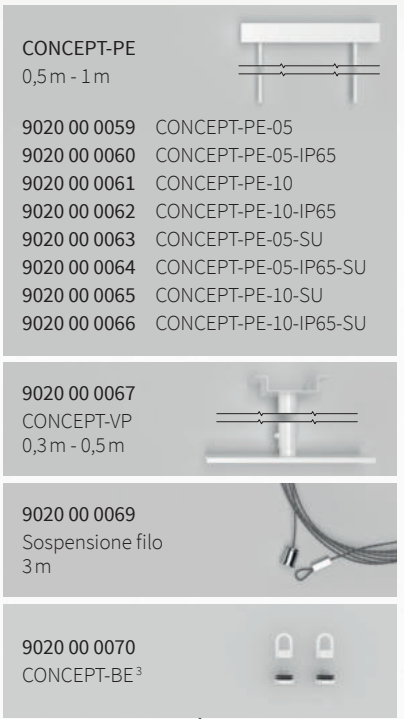 CONCEPT-PE
0,5 m - 1 m
9020 00 0059 CONCEPT-PE-05
9020 00 0060 CONCEPT-PE-05-IP65
9020 00 0061 CONCEPT-PE-10
9020 00 0062 CONCEPT-PE-10-IP65
9020 00 0063 CONCEPT-PE-05-SU
9020 00 0064 CONCEPT-PE-05-IP65-SU
9020 00 0065 CONCEPT-PE-10-SU
9020 00 0066 CONCEPT-PE-10-IP65-SU
9020 00 0067
CONCEPT-VP
0,3 m - 0,5 m
9020 00 0069
Sospensione filo
3 m
9020 00 0070
CONCEPT-BE ³